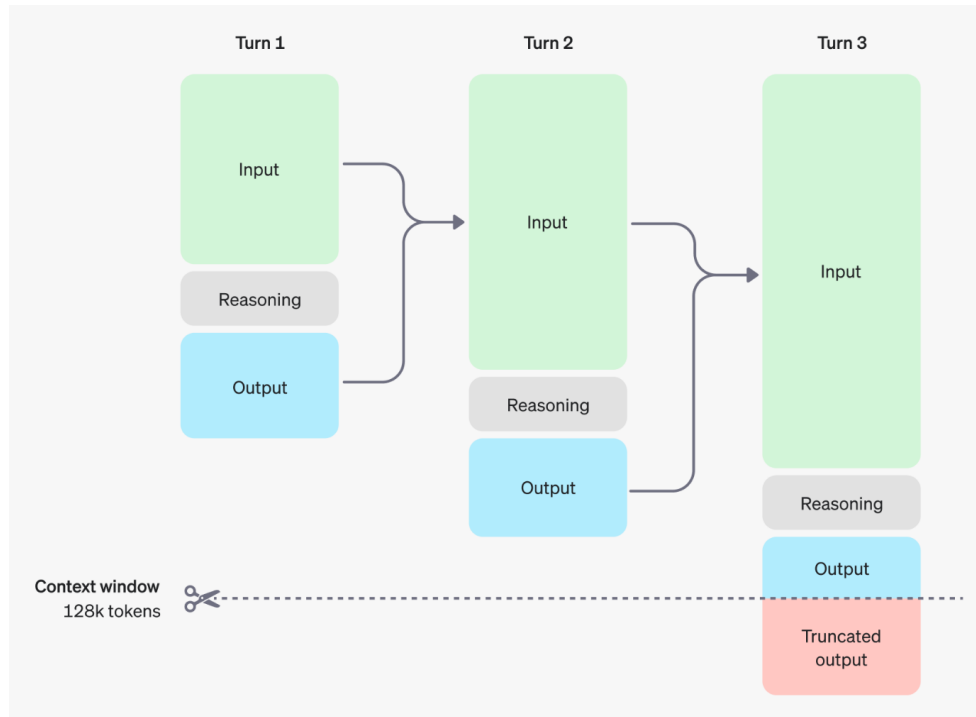 Turn 1
Turn 2
Turn 3
Input
Input
Input
Reasoning
Output
Reasoning
Output
Reasoning
Output
Context window
128k tokens
Truncated
output